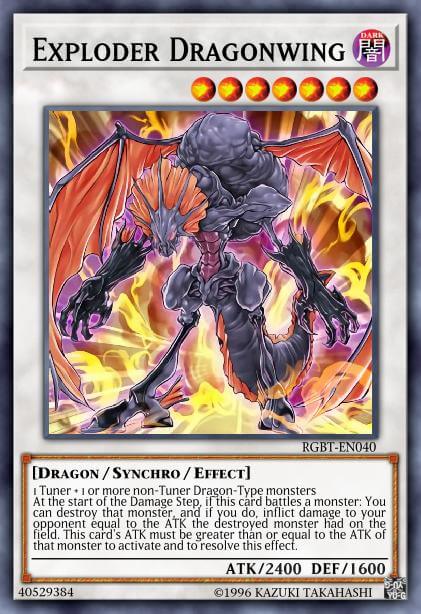 EXPLODER DRAGONWING
DARK
闇
RGBT-EN040
[DRAGON / SYNCHRO / EFFECT]
1 Tuner + 1 or more non-Tuner Dragon-Type monsters
At the start of the Damage Step, if this card battles a monster: You
can destroy that monster, and if you do, inflict damage to your
opponent equal to the ATK the destroyed monster had on the
field. This card's ATK must be greater than or equal to the ATK of
that monster to activate and to resolve this effect.
ATK/2400 DEF/1600
40529384
©1996 KAZUKI TAKAHASHI